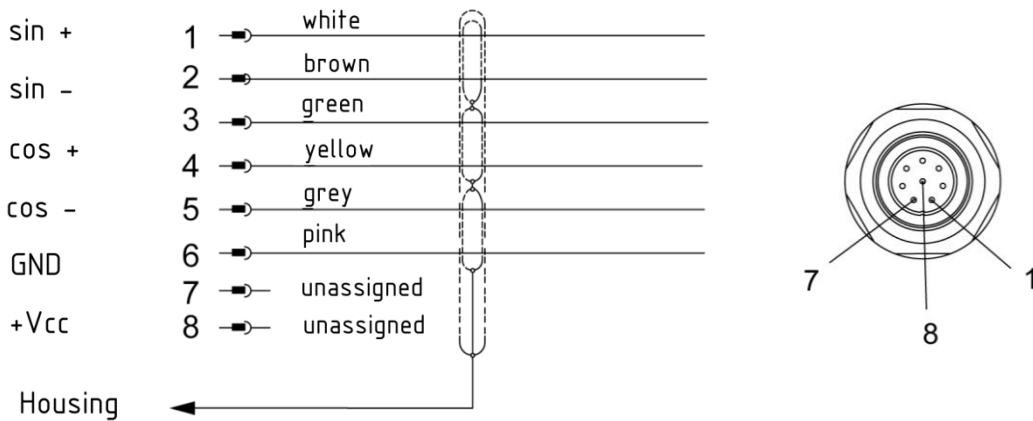 sin +
1
white
sin –
2
brown
3
green
cos +
4
yellow
cos –
5
grey
GND
6
pink
7
unassigned
+Vcc
8
unassigned
Housing
7
8
1